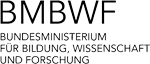 BMBWF
BUNDESMINISTERIUM
FÜR BILDUNG, WISSENSCHAFT
UND FORSCHUNG